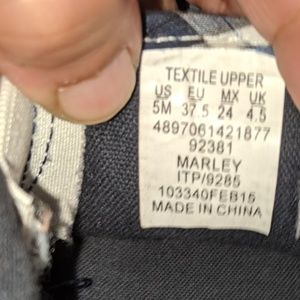 TEXTILE UPPER
US EU MX UK
5M 37.5 24 4.5
4897061421877
92381
MARLEY
ITP/9285
103340FEB15
MADE IN CHINA